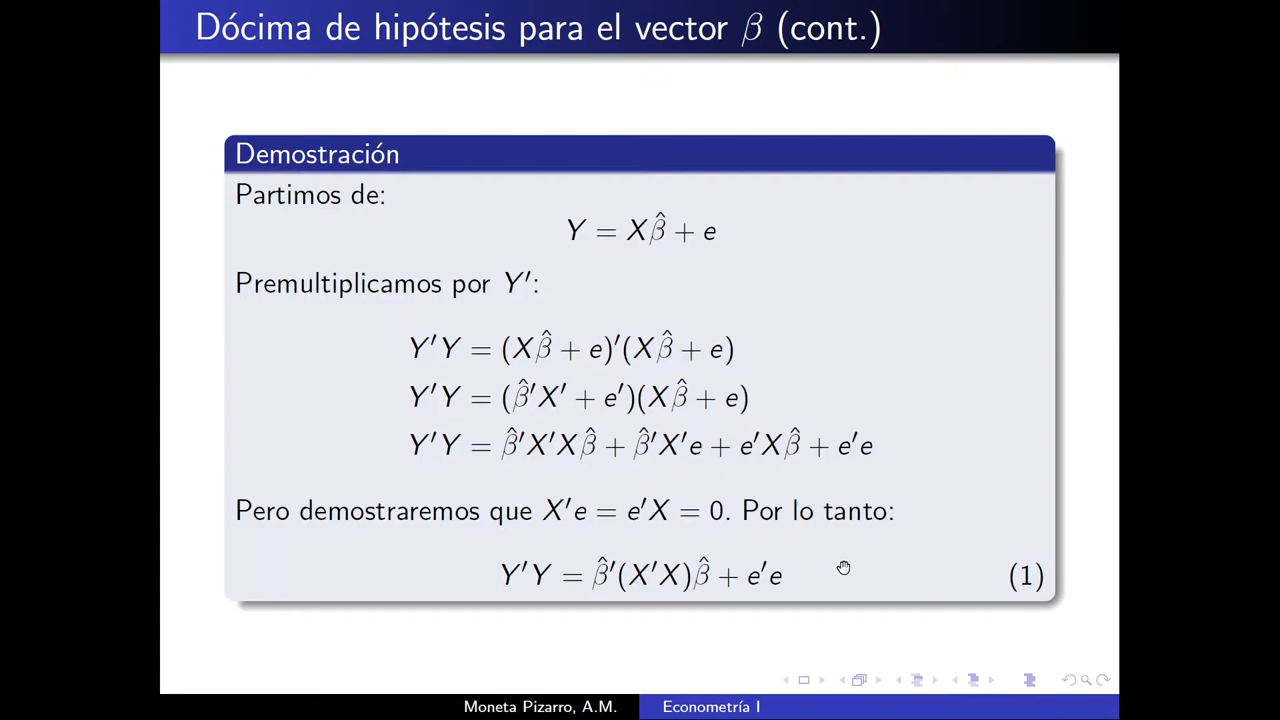 Dócima de hipótesis para el vector β (cont.)
Demostración
Partimos de:
Y = Xβ̂ + e
Premultiplicamos por Y′:
Y′Y = (Xβ̂ + e)′(Xβ̂ + e)
Y′Y = (β̂′X′ + e′)(Xβ̂ + e)
Y′Y = β̂′X′Xβ̂ + β̂′X′e + e′Xβ̂ + e′e
Pero demostraremos que X′e = e′X = 0. Por lo tanto:
Y′Y = β̂′(X′X)β̂ + e′e (1)
Moneta Pizarro, A.M. Econometría I